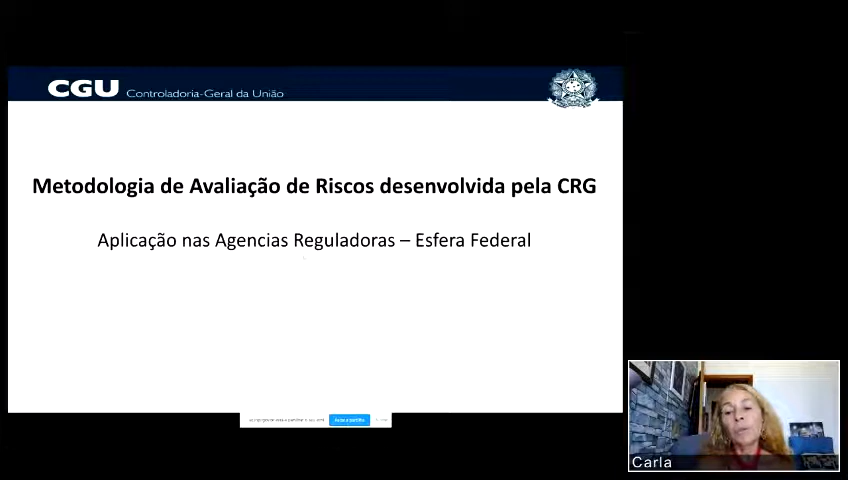 CGU Controladoria-Geral da União
Metodologia de Avaliação de Riscos desenvolvida pela CRG
Aplicação nas Agencias Reguladoras – Esfera Federal
Carla